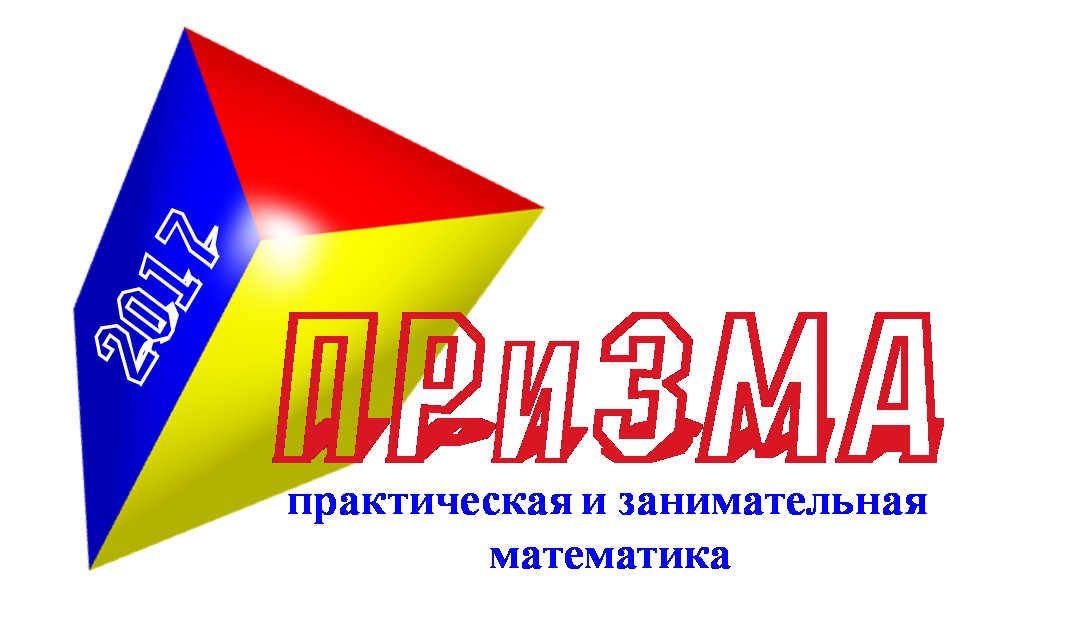 2017
ПРиЗМА
практическая и занимательная
математика